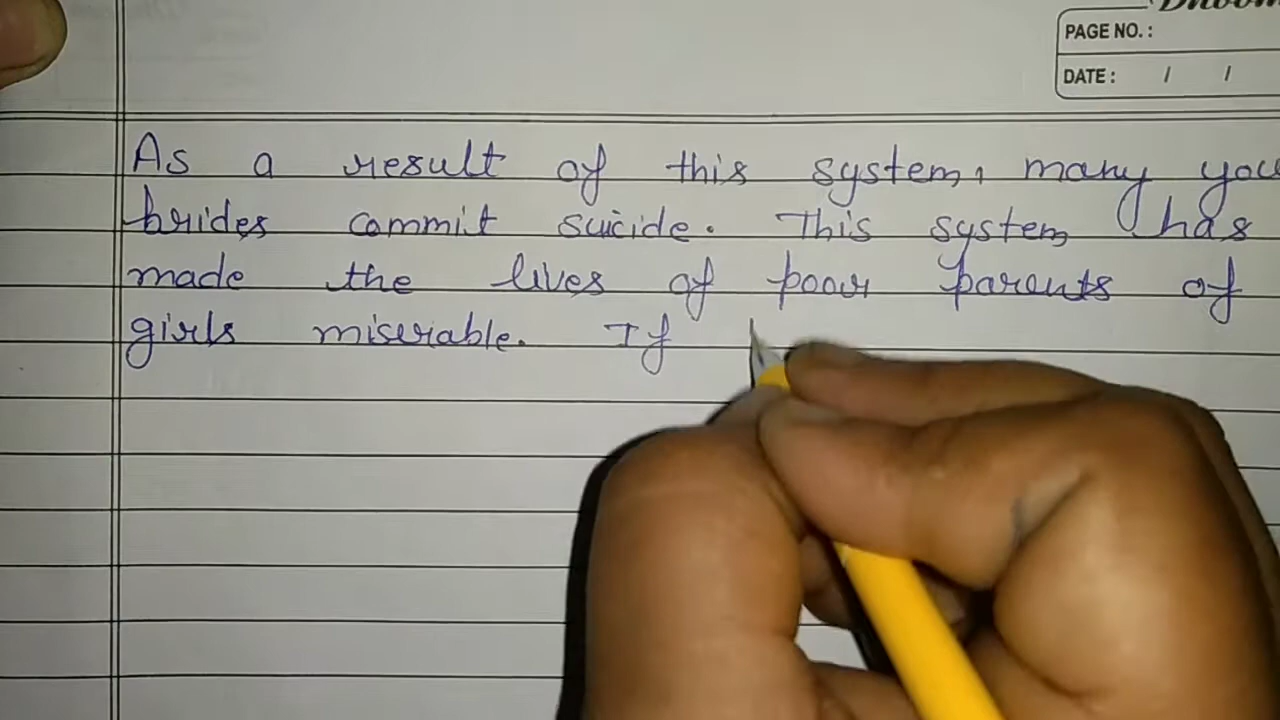 PAGE NO. :
DATE : / /
As a result of this system, many you
brides commit suicide. This system has
made the lives of poor parents of
girls miserable. If